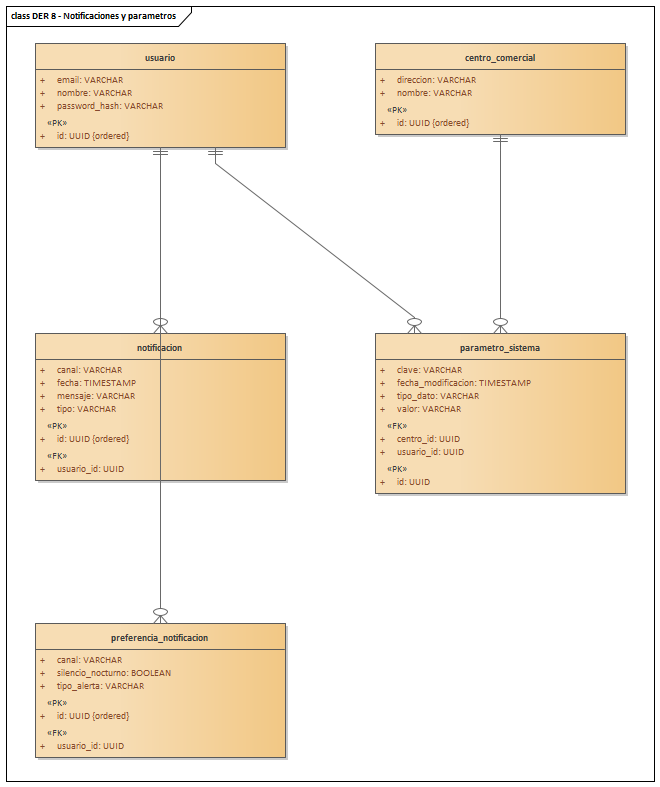 class DER 8 - Notificaciones y parametros
usuario
+ email: VARCHAR
+ nombre: VARCHAR
+ password_hash: VARCHAR
«PK»
+ id: UUID {ordered}
centro_comercial
+ direccion: VARCHAR
+ nombre: VARCHAR
«PK»
+ id: UUID {ordered}
notificacion
+ canal: VARCHAR
+ fecha: TIMESTAMP
+ mensaje: VARCHAR
+ tipo: VARCHAR
«PK»
+ id: UUID {ordered}
«FK»
+ usuario_id: UUID
parametro_sistema
+ clave: VARCHAR
+ fecha_modificacion: TIMESTAMP
+ tipo_dato: VARCHAR
+ valor: VARCHAR
«FK»
+ centro_id: UUID
+ usuario_id: UUID
«PK»
+ id: UUID
preferencia_notificacion
+ canal: VARCHAR
+ silencio_nocturno: BOOLEAN
+ tipo_alerta: VARCHAR
«PK»
+ id: UUID {ordered}
«FK»
+ usuario_id: UUID